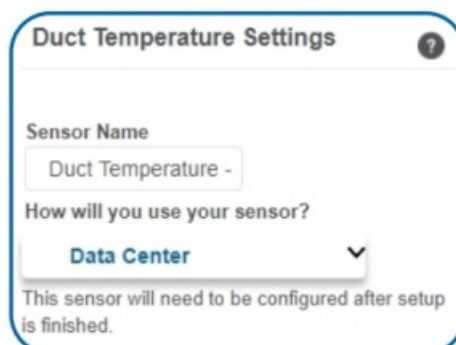 Duct Temperature Settings
?
Sensor Name
Duct Temperature -
How will you use your sensor?
Data Center
This sensor will need to be configured after setup
is finished.